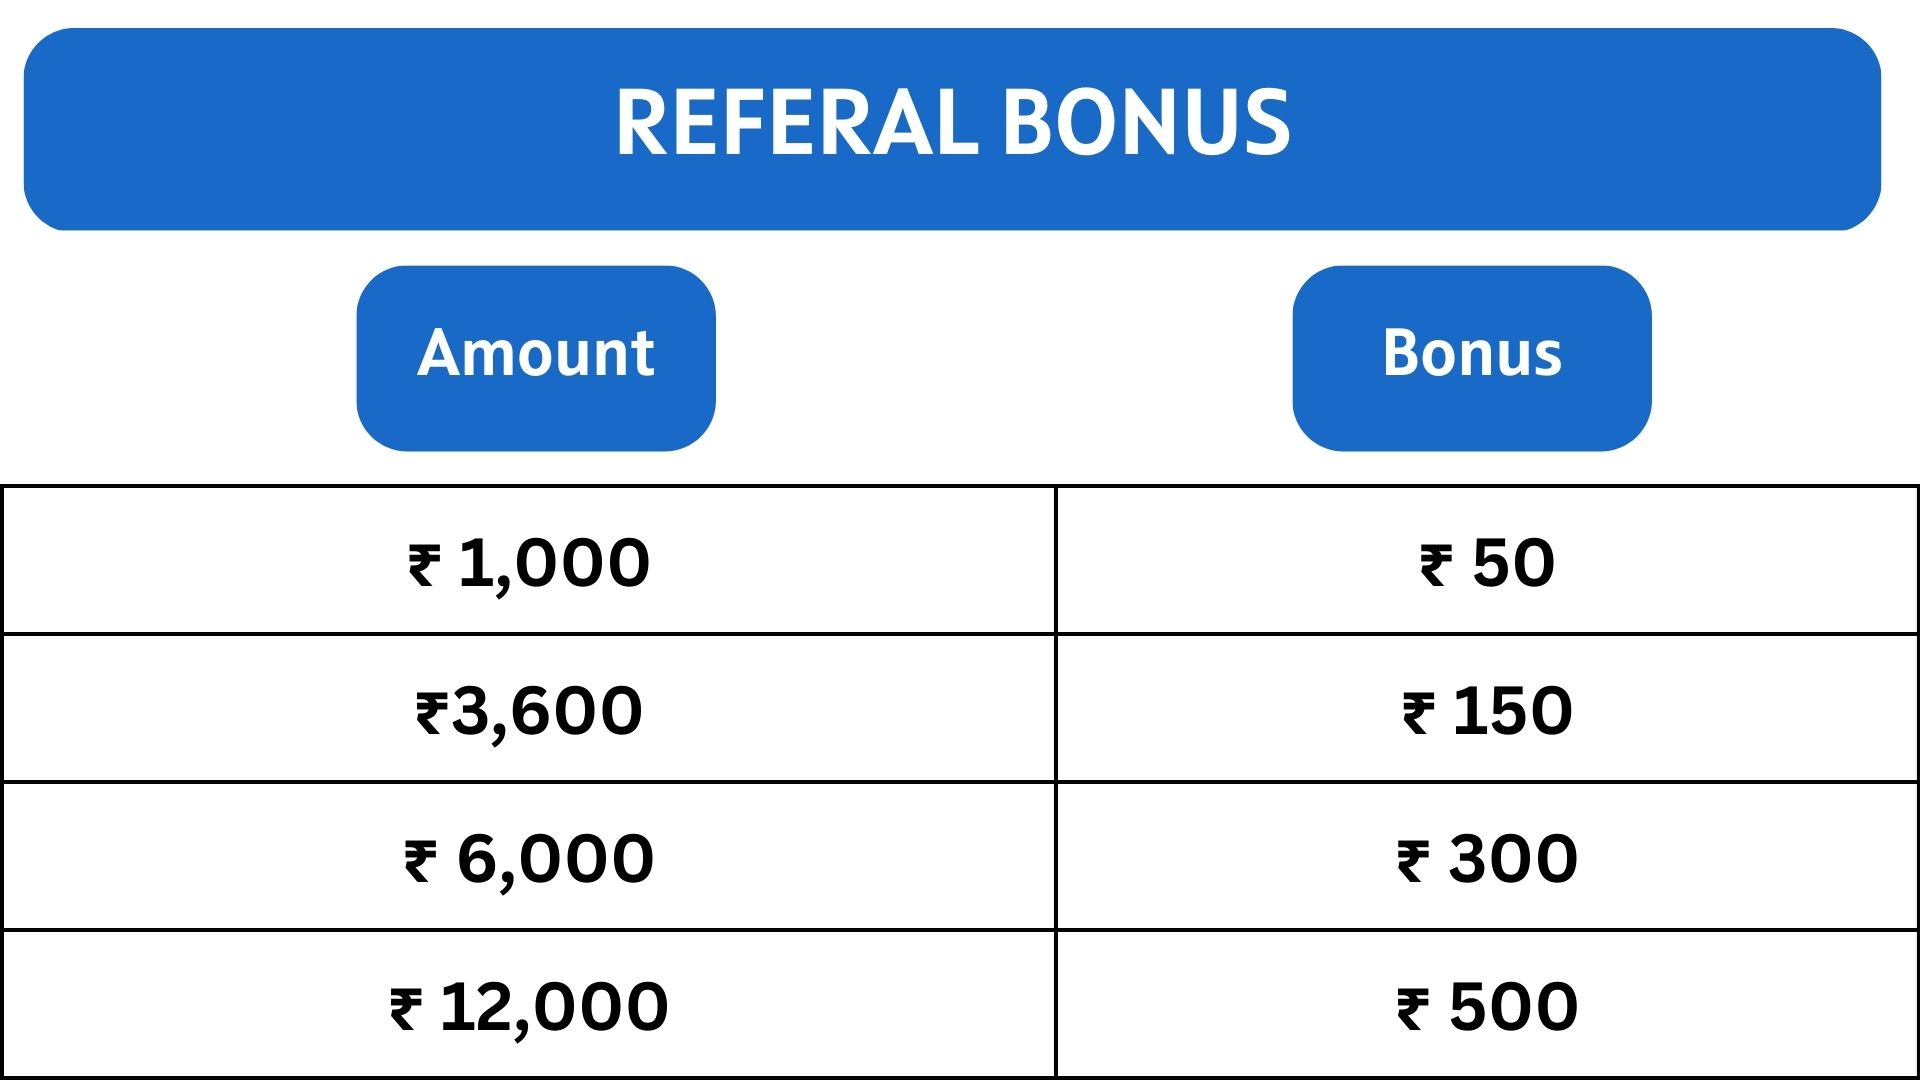 REFERAL BONUS
Amount Bonus
₹ 1,000 ₹ 50
₹3,600 ₹ 150
₹ 6,000 ₹ 300
₹ 12,000 ₹ 500